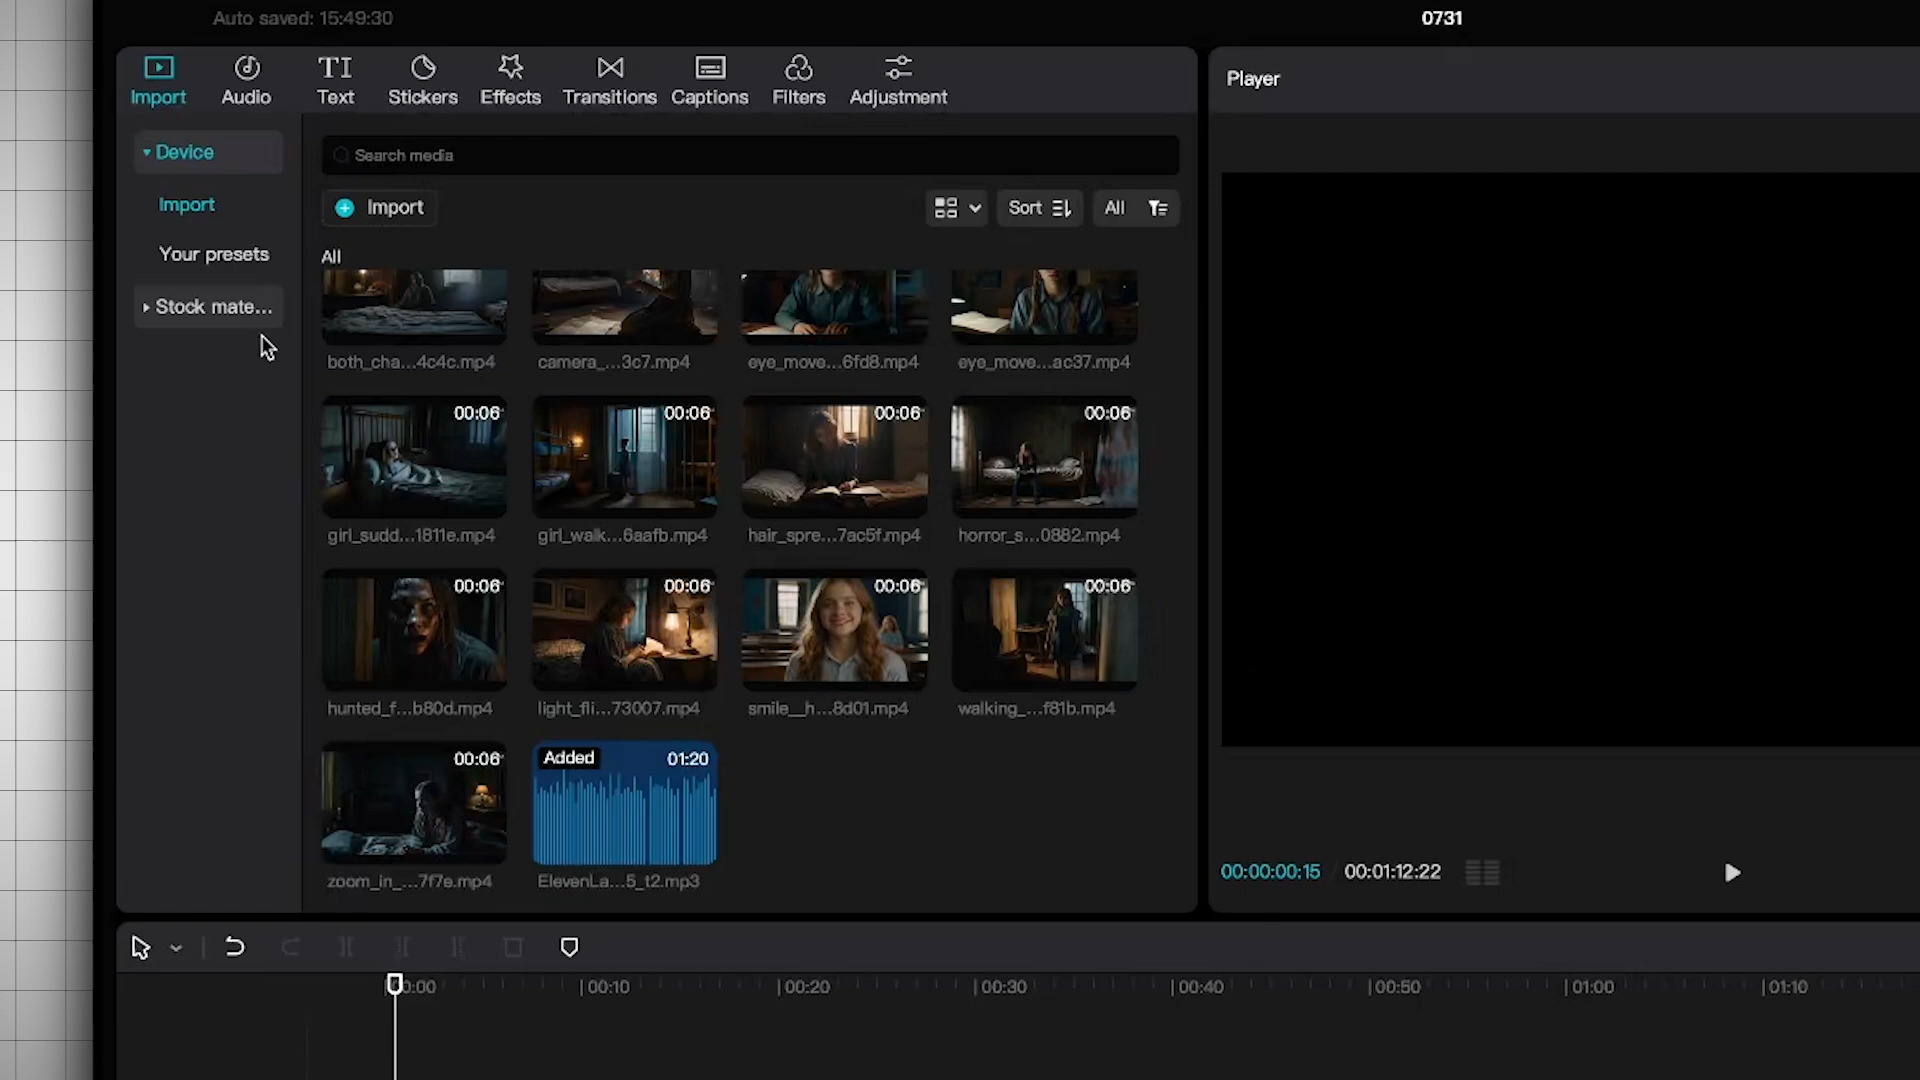 Auto saved: 15:49:30
0731
Import
Audio
TI
Text
Stickers
Effects
Transitions
Captions
Filters
Adjustment
Player
Device
Import
Your presets
Stock mate...
Search media
Import
Sort
All
All
both_cha...4c4c.mp4
camera_...3c7.mp4
eye_move...6fd8.mp4
eye_move...ac37.mp4
00:06
00:06
00:06
00:06
girl_sudd...1811e.mp4
girl_walk...6aafb.mp4
hair_spre...7ac5f.mp4
horror_s...0882.mp4
00:06
00:06
00:06
00:06
hunted_f...b80d.mp4
light_fli...73007.mp4
smile__h...8d01.mp4
walking_...f81b.mp4
00:06
Added
01:20
zoom_in_...7f7e.mp4
ElevenLa...5_t2.mp3
00:00:00:15 / 00:01:12:22
00:00
00:10
00:20
00:30
00:40
00:50
01:00
01:10